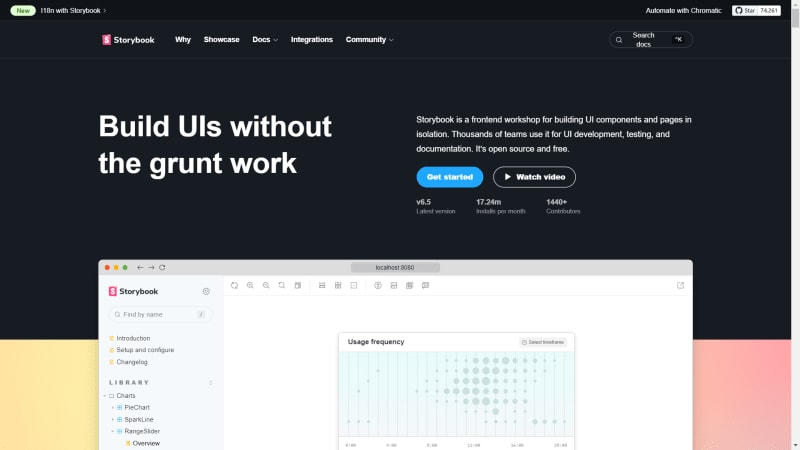 New I18n with Storybook
Automate with Chromatic
Star 74,261
Storybook
Why Showcase Docs Integrations Community
Search docs ^K
Build UIs without
the grunt work
Storybook is a frontend workshop for building UI components and pages in
isolation. Thousands of teams use it for UI development, testing, and
documentation. It's open source and free.
Get started Watch video
v6.5 17.24m 1440+
Latest version Installs per month Contributors
localhost:8080
Storybook
Find by name /
Introduction
Setup and configure
Changelog
LIBRARY
Charts
PieChart
SparkLine
RangeSlider
Overview
Usage frequency
Select timeframe
0:00 4:00 8:00 12:00 16:00 20:00